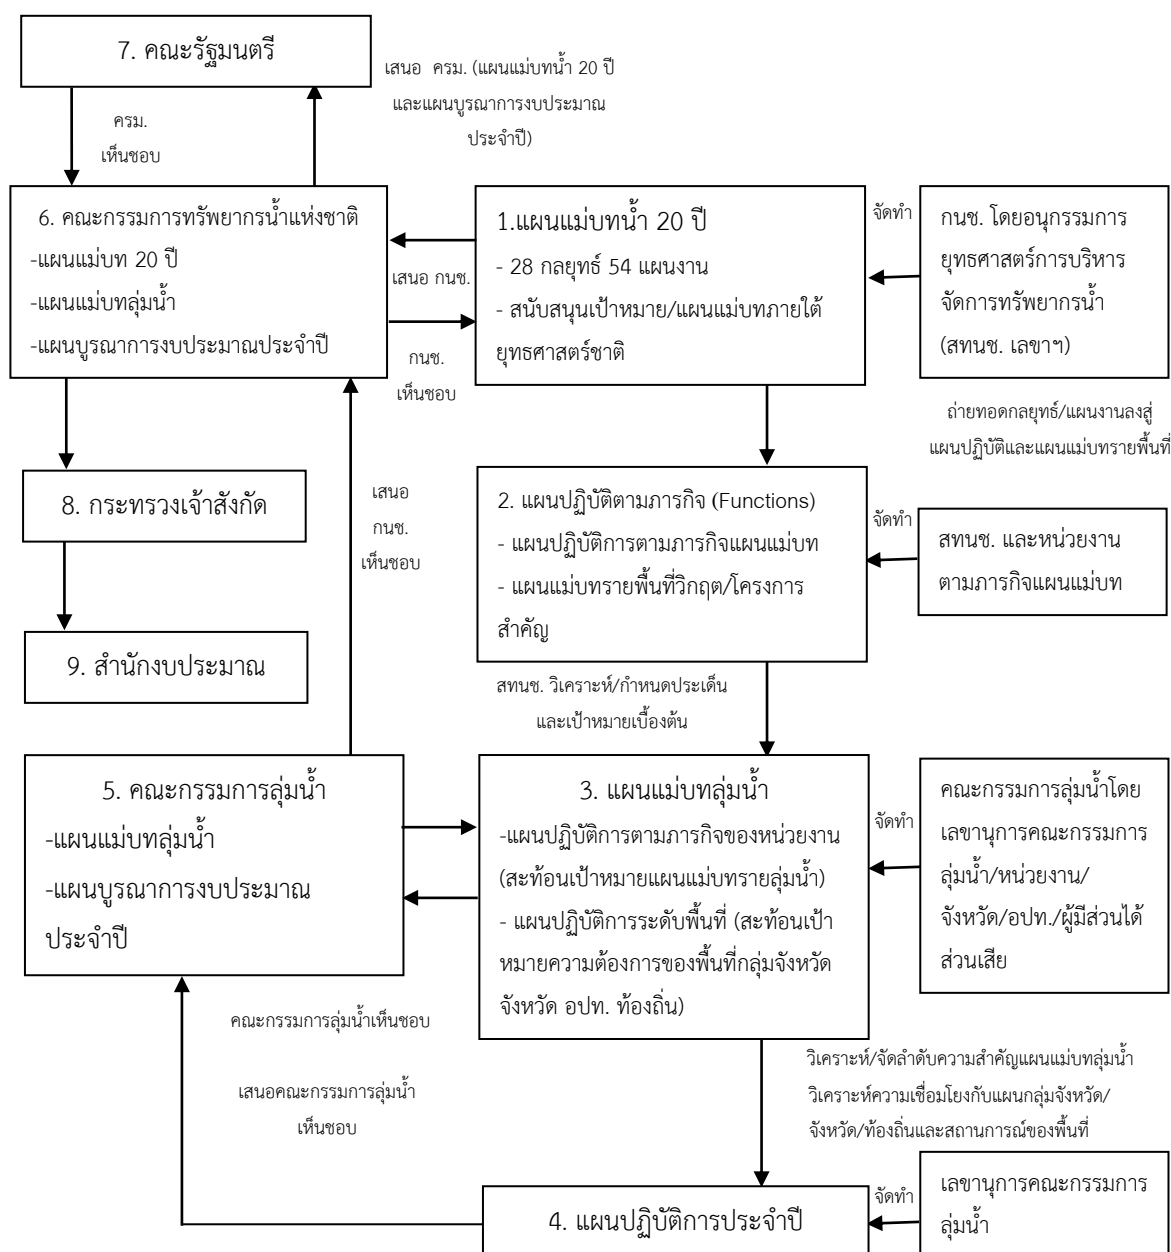 7. คณะรัฐมนตรี
เสนอ ครม. (แผนแม่บทน้ำ 20 ปี
และแผนบูรณาการงบประมาณ
ประจำปี)
ครม.
เห็นชอบ
6. คณะกรรมการทรัพยากรน้ำแห่งชาติ
-แผนแม่บท 20 ปี
-แผนแม่บทลุ่มน้ำ
-แผนบูรณาการงบประมาณประจำปี
เสนอ กนช.
กนช.
เห็นชอบ
1.แผนแม่บทน้ำ 20 ปี
- 28 กลยุทธ์ 54 แผนงาน
- สนับสนุนเป้าหมาย/แผนแม่บทภายใต้
ยุทธศาสตร์ชาติ
จัดทำ
กนช. โดยอนุกรรมการ
ยุทธศาสตร์การบริหาร
จัดการทรัพยากรน้ำ
(สทนช. เลขาฯ)
ถ่ายทอดกลยุทธ์/แผนงานลงสู่
แผนปฏิบัติและแผนแม่บทรายพื้นที่
8. กระทรวงเจ้าสังกัด
เสนอ
กนช.
เห็นชอบ
2. แผนปฏิบัติตามภารกิจ (Functions)
- แผนปฏิบัติการตามภารกิจแผนแม่บท
- แผนแม่บทรายพื้นที่วิกฤต/โครงการ
สำคัญ
จัดทำ
สทนช. และหน่วยงาน
ตามภารกิจแผนแม่บท
9. สำนักงบประมาณ
สทนช. วิเคราะห์/กำหนดประเด็น
และเป้าหมายเบื้องต้น
5. คณะกรรมการลุ่มน้ำ
-แผนแม่บทลุ่มน้ำ
-แผนบูรณาการงบประมาณ
ประจำปี
3. แผนแม่บทลุ่มน้ำ
-แผนปฏิบัติการตามภารกิจของหน่วยงาน
(สะท้อนเป้าหมายแผนแม่บทรายลุ่มน้ำ)
- แผนปฏิบัติการระดับพื้นที่ (สะท้อนเป้า
หมายความต้องการของพื้นที่กลุ่มจังหวัด
จังหวัด อปท. ท้องถิ่น)
จัดทำ
คณะกรรมการลุ่มน้ำโดย
เลขานุการคณะกรรมการ
ลุ่มน้ำ/หน่วยงาน/
จังหวัด/อปท./ผู้มีส่วนได้
ส่วนเสีย
คณะกรรมการลุ่มน้ำเห็นชอบ
เสนอคณะกรรมการลุ่มน้ำ
เห็นชอบ
วิเคราะห์/จัดลำดับความสำคัญแผนแม่บทลุ่มน้ำ
วิเคราะห์ความเชื่อมโยงกับแผนกลุ่มจังหวัด/
จังหวัด/ท้องถิ่นและสถานการณ์ของพื้นที่
4. แผนปฏิบัติการประจำปี
จัดทำ
เลขานุการคณะกรรมการ
ลุ่มน้ำ